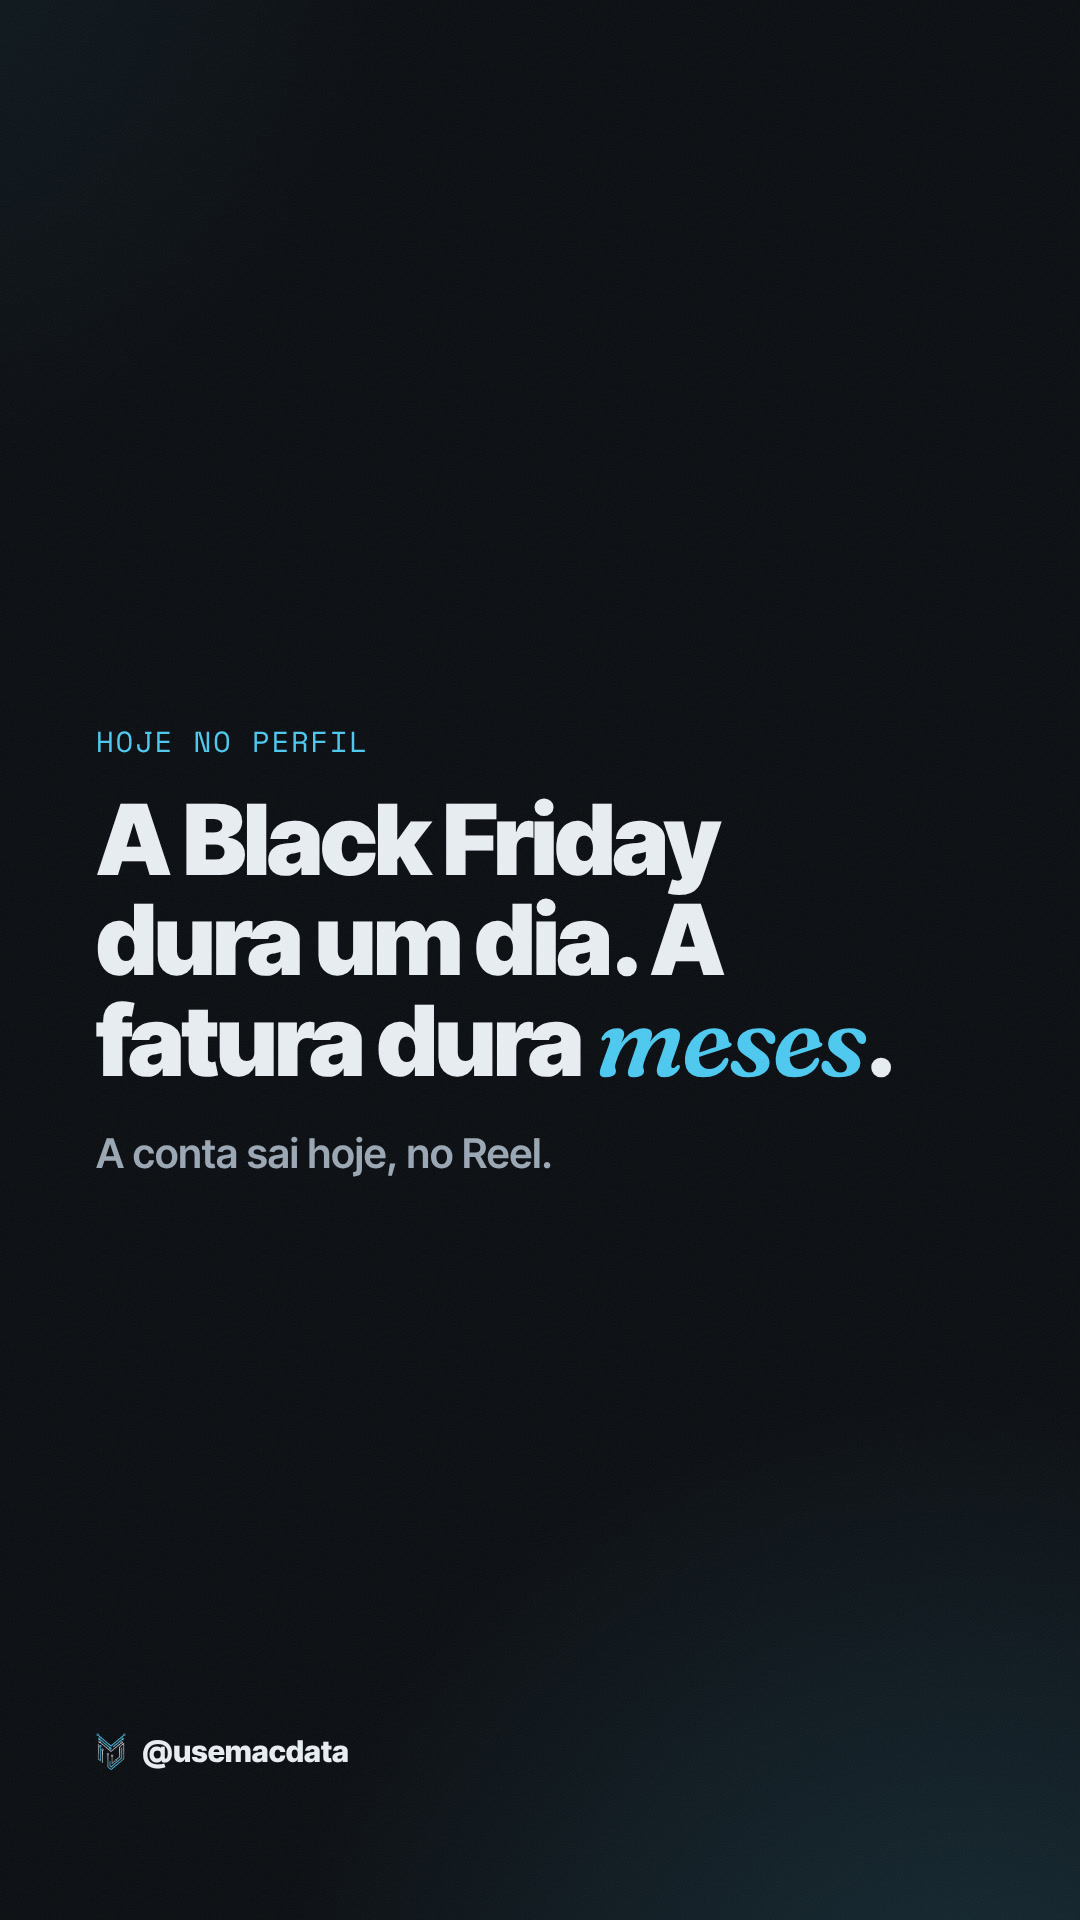 HOJE NO PERFIL
A Black Friday
dura um dia. A
fatura dura meses.
A conta sai hoje, no Reel.
@usemacdata